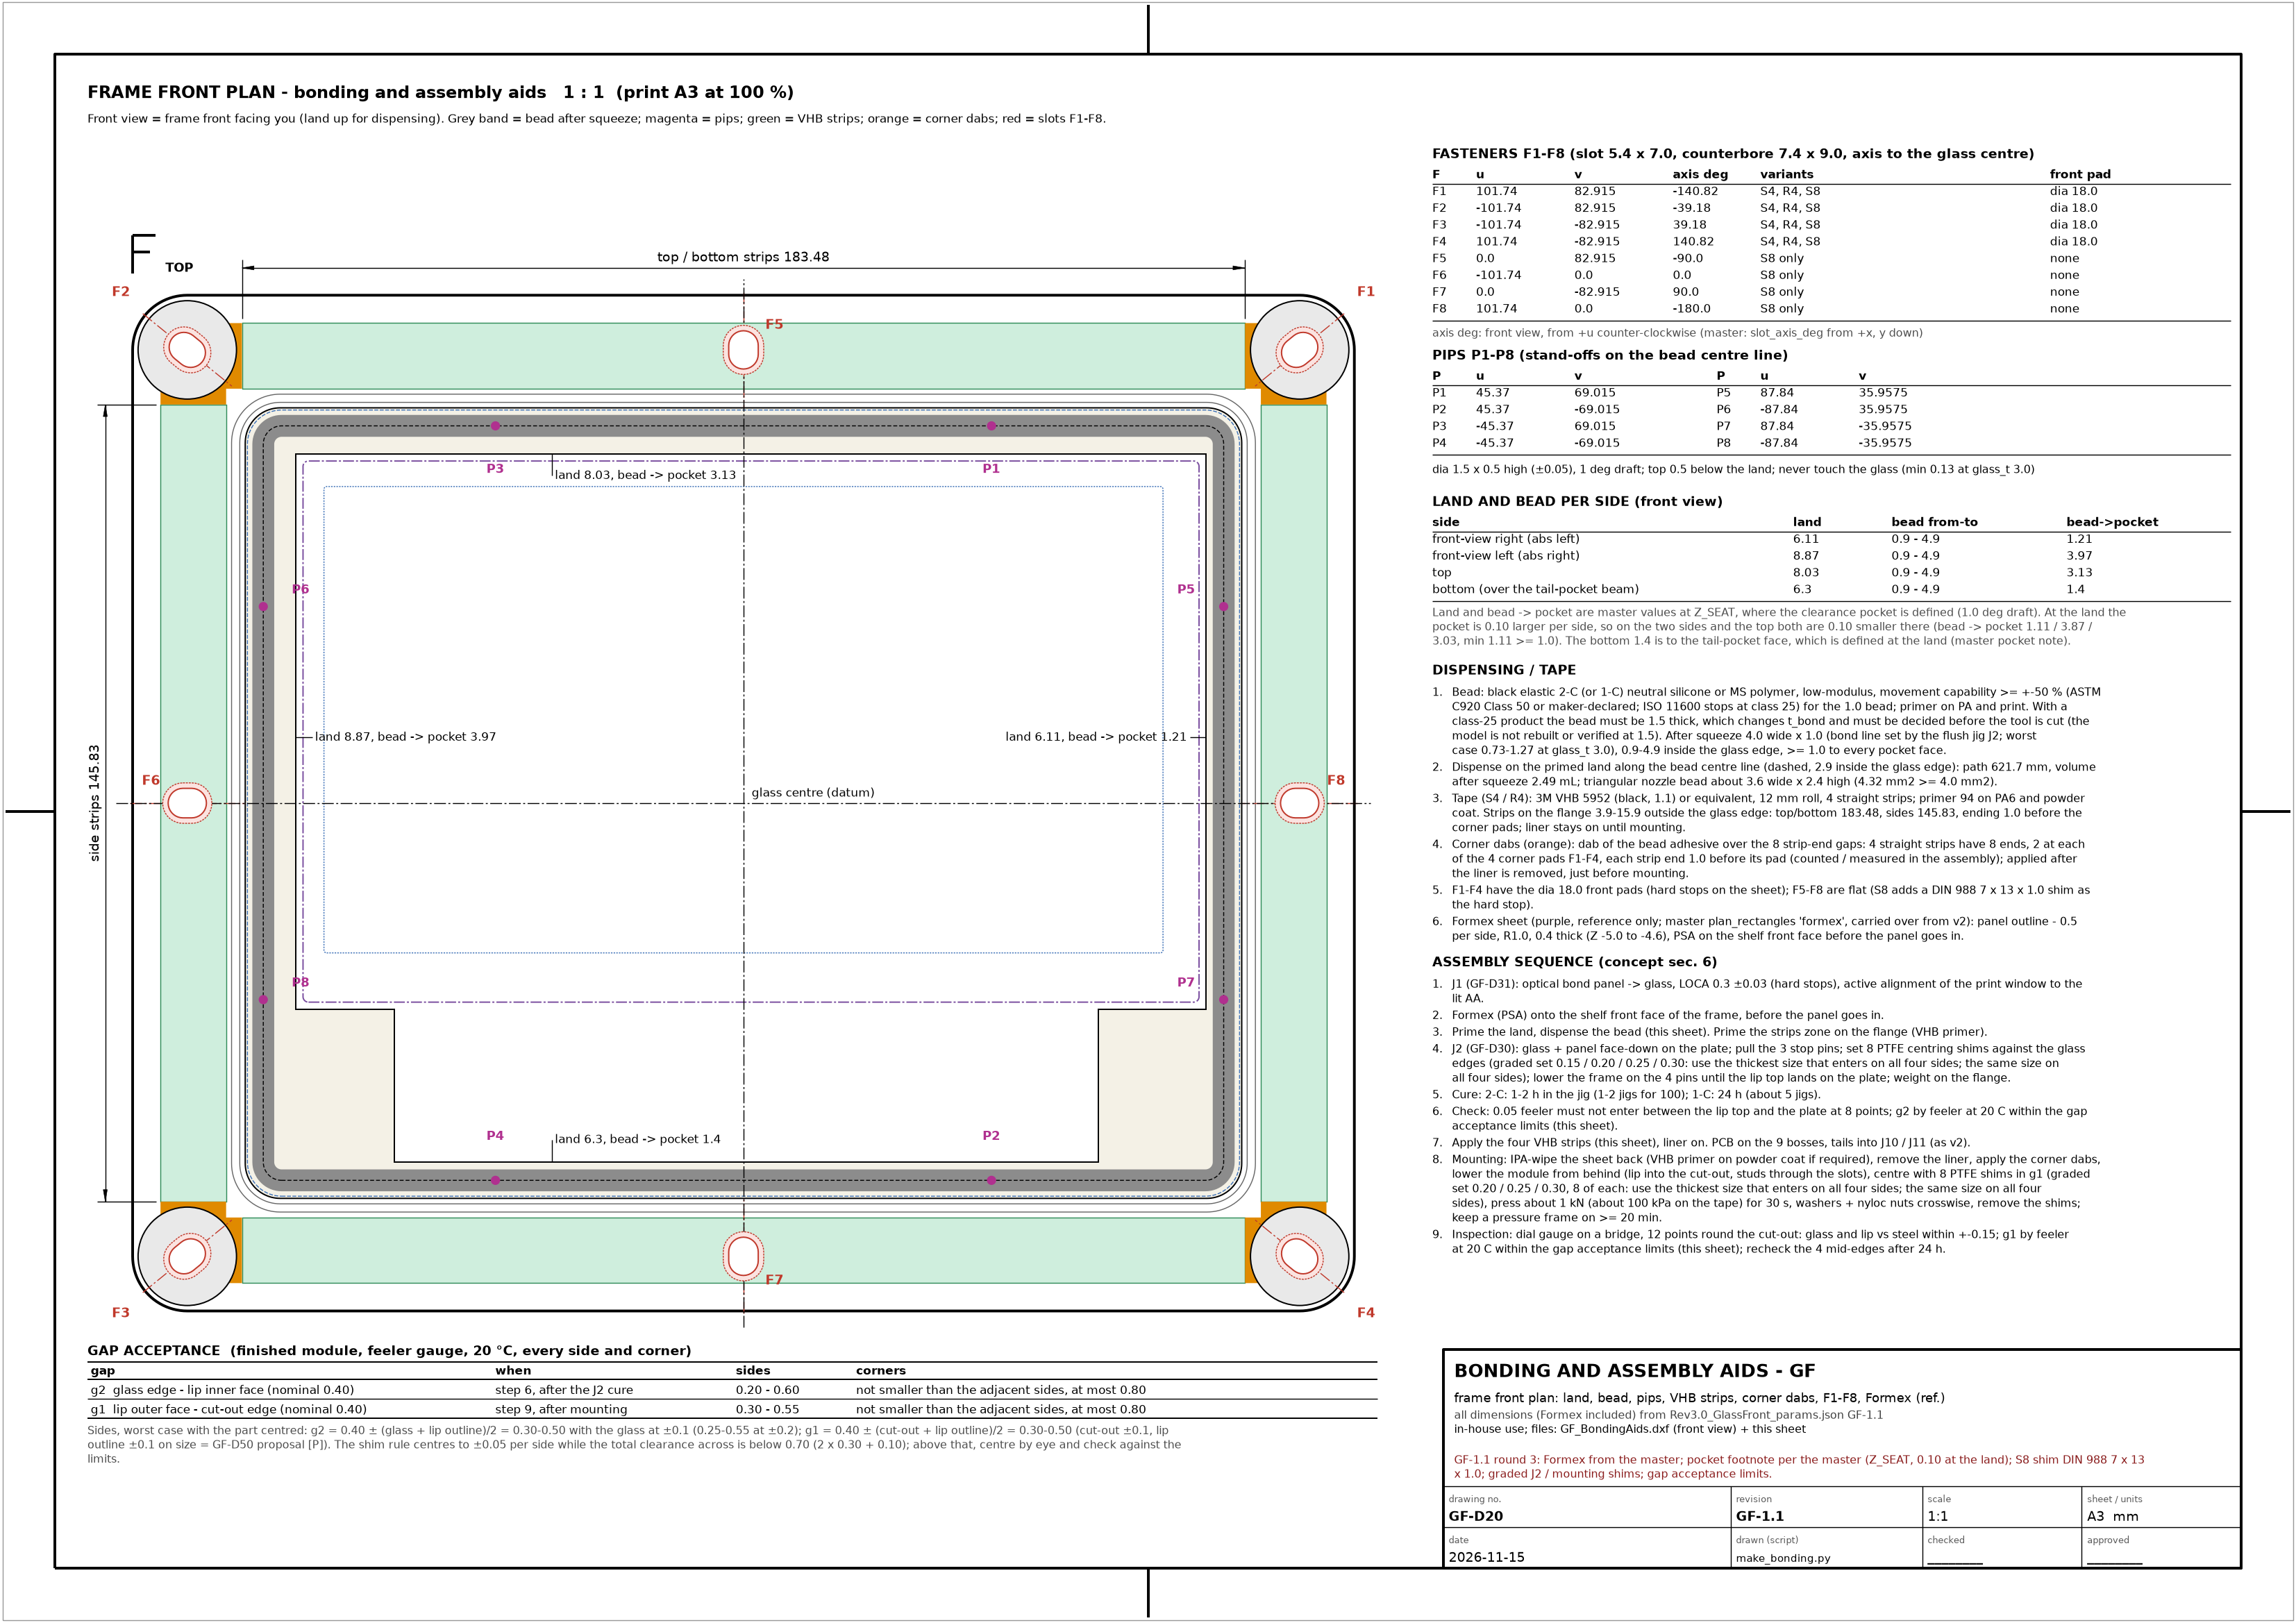 FRAME FRONT PLAN - bonding and assembly aids 1 : 1 (print A3 at 100 %)
Front view = frame front facing you (land up for dispensing). Grey band = bead after squeeze; magenta = pips; green = VHB strips; orange = corner dabs; red = slots F1-F8.
F
TOP
top / bottom strips 183.48
F2
F1
F5
P3
P1
land 8.03, bead -> pocket 3.13
P6
P5
land 8.87, bead -> pocket 3.97
land 6.11, bead -> pocket 1.21
side strips 145.83
F6
F8
glass centre (datum)
P8
P7
P4
P2
land 6.3, bead -> pocket 1.4
F7
F3
F4
GAP ACCEPTANCE (finished module, feeler gauge, 20 °C, every side and corner)
gap when sides corners
g2 glass edge - lip inner face (nominal 0.40) step 6, after the J2 cure 0.20 - 0.60 not smaller than the adjacent sides, at most 0.80
g1 lip outer face - cut-out edge (nominal 0.40) step 9, after mounting 0.30 - 0.55 not smaller than the adjacent sides, at most 0.80
Sides, worst case with the part centred: g2 = 0.40 ± (glass + lip outline)/2 = 0.30-0.50 with the glass at ±0.1 (0.25-0.55 at ±0.2); g1 = 0.40 ± (cut-out + lip outline)/2 = 0.30-0.50 (cut-out ±0.1, lip
outline ±0.1 on size = GF-D50 proposal [P]). The shim rule centres to ±0.05 per side while the total clearance across is below 0.70 (2 x 0.30 + 0.10); above that, centre by eye and check against the
limits.
FASTENERS F1-F8 (slot 5.4 x 7.0, counterbore 7.4 x 9.0, axis to the glass centre)
F u v axis deg variants front pad
F1 101.74 82.915 -140.82 S4, R4, S8 dia 18.0
F2 -101.74 82.915 -39.18 S4, R4, S8 dia 18.0
F3 -101.74 -82.915 39.18 S4, R4, S8 dia 18.0
F4 101.74 -82.915 140.82 S4, R4, S8 dia 18.0
F5 0.0 82.915 -90.0 S8 only none
F6 -101.74 0.0 0.0 S8 only none
F7 0.0 -82.915 90.0 S8 only none
F8 101.74 0.0 -180.0 S8 only none
axis deg: front view, from +u counter-clockwise (master: slot_axis_deg from +x, y down)
PIPS P1-P8 (stand-offs on the bead centre line)
P u v P u v
P1 45.37 69.015 P5 87.84 35.9575
P2 45.37 -69.015 P6 -87.84 35.9575
P3 -45.37 69.015 P7 87.84 -35.9575
P4 -45.37 -69.015 P8 -87.84 -35.9575
dia 1.5 x 0.5 high (±0.05), 1 deg draft; top 0.5 below the land; never touch the glass (min 0.13 at glass_t 3.0)
LAND AND BEAD PER SIDE (front view)
side land bead from-to bead->pocket
front-view right (abs left) 6.11 0.9 - 4.9 1.21
front-view left (abs right) 8.87 0.9 - 4.9 3.97
top 8.03 0.9 - 4.9 3.13
bottom (over the tail-pocket beam) 6.3 0.9 - 4.9 1.4
Land and bead -> pocket are master values at Z_SEAT, where the clearance pocket is defined (1.0 deg draft). At the land the
pocket is 0.10 larger per side, so on the two sides and the top both are 0.10 smaller there (bead -> pocket 1.11 / 3.87 /
3.03, min 1.11 >= 1.0). The bottom 1.4 is to the tail-pocket face, which is defined at the land (master pocket note).
DISPENSING / TAPE
1. Bead: black elastic 2-C (or 1-C) neutral silicone or MS polymer, low-modulus, movement capability >= +-50 % (ASTM
C920 Class 50 or maker-declared; ISO 11600 stops at class 25) for the 1.0 bead; primer on PA and print. With a
class-25 product the bead must be 1.5 thick, which changes t_bond and must be decided before the tool is cut (the
model is not rebuilt or verified at 1.5). After squeeze 4.0 wide x 1.0 (bond line set by the flush jig J2; worst
case 0.73-1.27 at glass_t 3.0), 0.9-4.9 inside the glass edge, >= 1.0 to every pocket face.
2. Dispense on the primed land along the bead centre line (dashed, 2.9 inside the glass edge): path 621.7 mm, volume
after squeeze 2.49 mL; triangular nozzle bead about 3.6 wide x 2.4 high (4.32 mm2 >= 4.0 mm2).
3. Tape (S4 / R4): 3M VHB 5952 (black, 1.1) or equivalent, 12 mm roll, 4 straight strips; primer 94 on PA6 and powder
coat. Strips on the flange 3.9-15.9 outside the glass edge: top/bottom 183.48, sides 145.83, ending 1.0 before the
corner pads; liner stays on until mounting.
4. Corner dabs (orange): dab of the bead adhesive over the 8 strip-end gaps: 4 straight strips have 8 ends, 2 at each
of the 4 corner pads F1-F4, each strip end 1.0 before its pad (counted / measured in the assembly); applied after
the liner is removed, just before mounting.
5. F1-F4 have the dia 18.0 front pads (hard stops on the sheet); F5-F8 are flat (S8 adds a DIN 988 7 x 13 x 1.0 shim as
the hard stop).
6. Formex sheet (purple, reference only; master plan_rectangles 'formex', carried over from v2): panel outline - 0.5
per side, R1.0, 0.4 thick (Z -5.0 to -4.6), PSA on the shelf front face before the panel goes in.
ASSEMBLY SEQUENCE (concept sec. 6)
1. J1 (GF-D31): optical bond panel -> glass, LOCA 0.3 ±0.03 (hard stops), active alignment of the print window to the
lit AA.
2. Formex (PSA) onto the shelf front face of the frame, before the panel goes in.
3. Prime the land, dispense the bead (this sheet). Prime the strips zone on the flange (VHB primer).
4. J2 (GF-D30): glass + panel face-down on the plate; pull the 3 stop pins; set 8 PTFE centring shims against the glass
edges (graded set 0.15 / 0.20 / 0.25 / 0.30: use the thickest size that enters on all four sides; the same size on
all four sides); lower the frame on the 4 pins until the lip top lands on the plate; weight on the flange.
5. Cure: 2-C: 1-2 h in the jig (1-2 jigs for 100); 1-C: 24 h (about 5 jigs).
6. Check: 0.05 feeler must not enter between the lip top and the plate at 8 points; g2 by feeler at 20 C within the gap
acceptance limits (this sheet).
7. Apply the four VHB strips (this sheet), liner on. PCB on the 9 bosses, tails into J10 / J11 (as v2).
8. Mounting: IPA-wipe the sheet back (VHB primer on powder coat if required), remove the liner, apply the corner dabs,
lower the module from behind (lip into the cut-out, studs through the slots), centre with 8 PTFE shims in g1 (graded
set 0.20 / 0.25 / 0.30, 8 of each: use the thickest size that enters on all four sides; the same size on all four
sides), press about 1 kN (about 100 kPa on the tape) for 30 s, washers + nyloc nuts crosswise, remove the shims;
keep a pressure frame on >= 20 min.
9. Inspection: dial gauge on a bridge, 12 points round the cut-out: glass and lip vs steel within +-0.15; g1 by feeler
at 20 C within the gap acceptance limits (this sheet); recheck the 4 mid-edges after 24 h.
BONDING AND ASSEMBLY AIDS - GF
frame front plan: land, bead, pips, VHB strips, corner dabs, F1-F8, Formex (ref.)
all dimensions (Formex included) from Rev3.0_GlassFront_params.json GF-1.1
in-house use; files: GF_BondingAids.dxf (front view) + this sheet
GF-1.1 round 3: Formex from the master; pocket footnote per the master (Z_SEAT, 0.10 at the land); S8 shim DIN 988 7 x 13
x 1.0; graded J2 / mounting shims; gap acceptance limits.
drawing no. revision scale sheet / units
GF-D20 GF-1.1 1:1 A3 mm
date drawn (script) checked approved
2026-11-15 make_bonding.py ________ ________